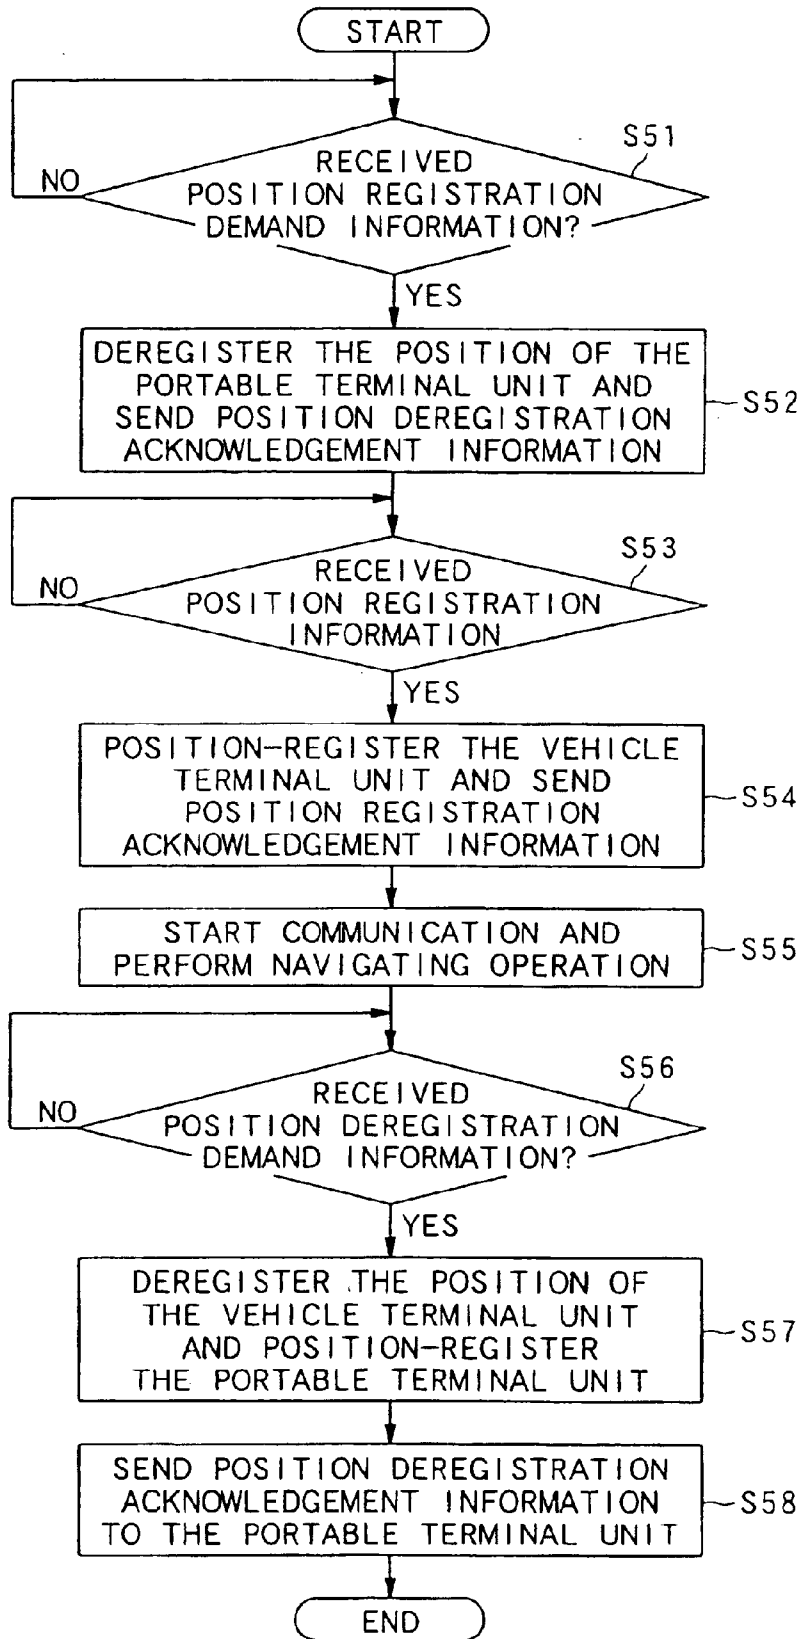 START
S51
RECEIVED
NO
POSITION REGISTRATION
DEMAND INFORMATION?
YES
DEREGISTER THE POSITION OF THE
PORTABLE TERMINAL UNIT AND
SEND POSITION DEREGISTRATION
ACKNOWLEDGEMENT INFORMATION
S52
S53
RECEIVED
NO
POSITION REGISTRATION
INFORMATION
YES
POSITION-REGISTER THE VEHICLE
TERMINAL UNIT AND SEND
POSITION REGISTRATION
ACKNOWLEDGEMENT INFORMATION
S54
START COMMUNICATION AND
PERFORM NAVIGATING OPERATION
S55
S56
RECEIVED
NO
POSITION DEREGISTRATION
DEMAND INFORMATION?
YES
DEREGISTER THE POSITION OF
THE VEHICLE TERMINAL UNIT
AND POSITION-REGISTER
THE PORTABLE TERMINAL UNIT
S57
SEND POSITION DEREGISTRATION
ACKNOWLEDGEMENT INFORMATION
TO THE PORTABLE TERMINAL UNIT
S58
END